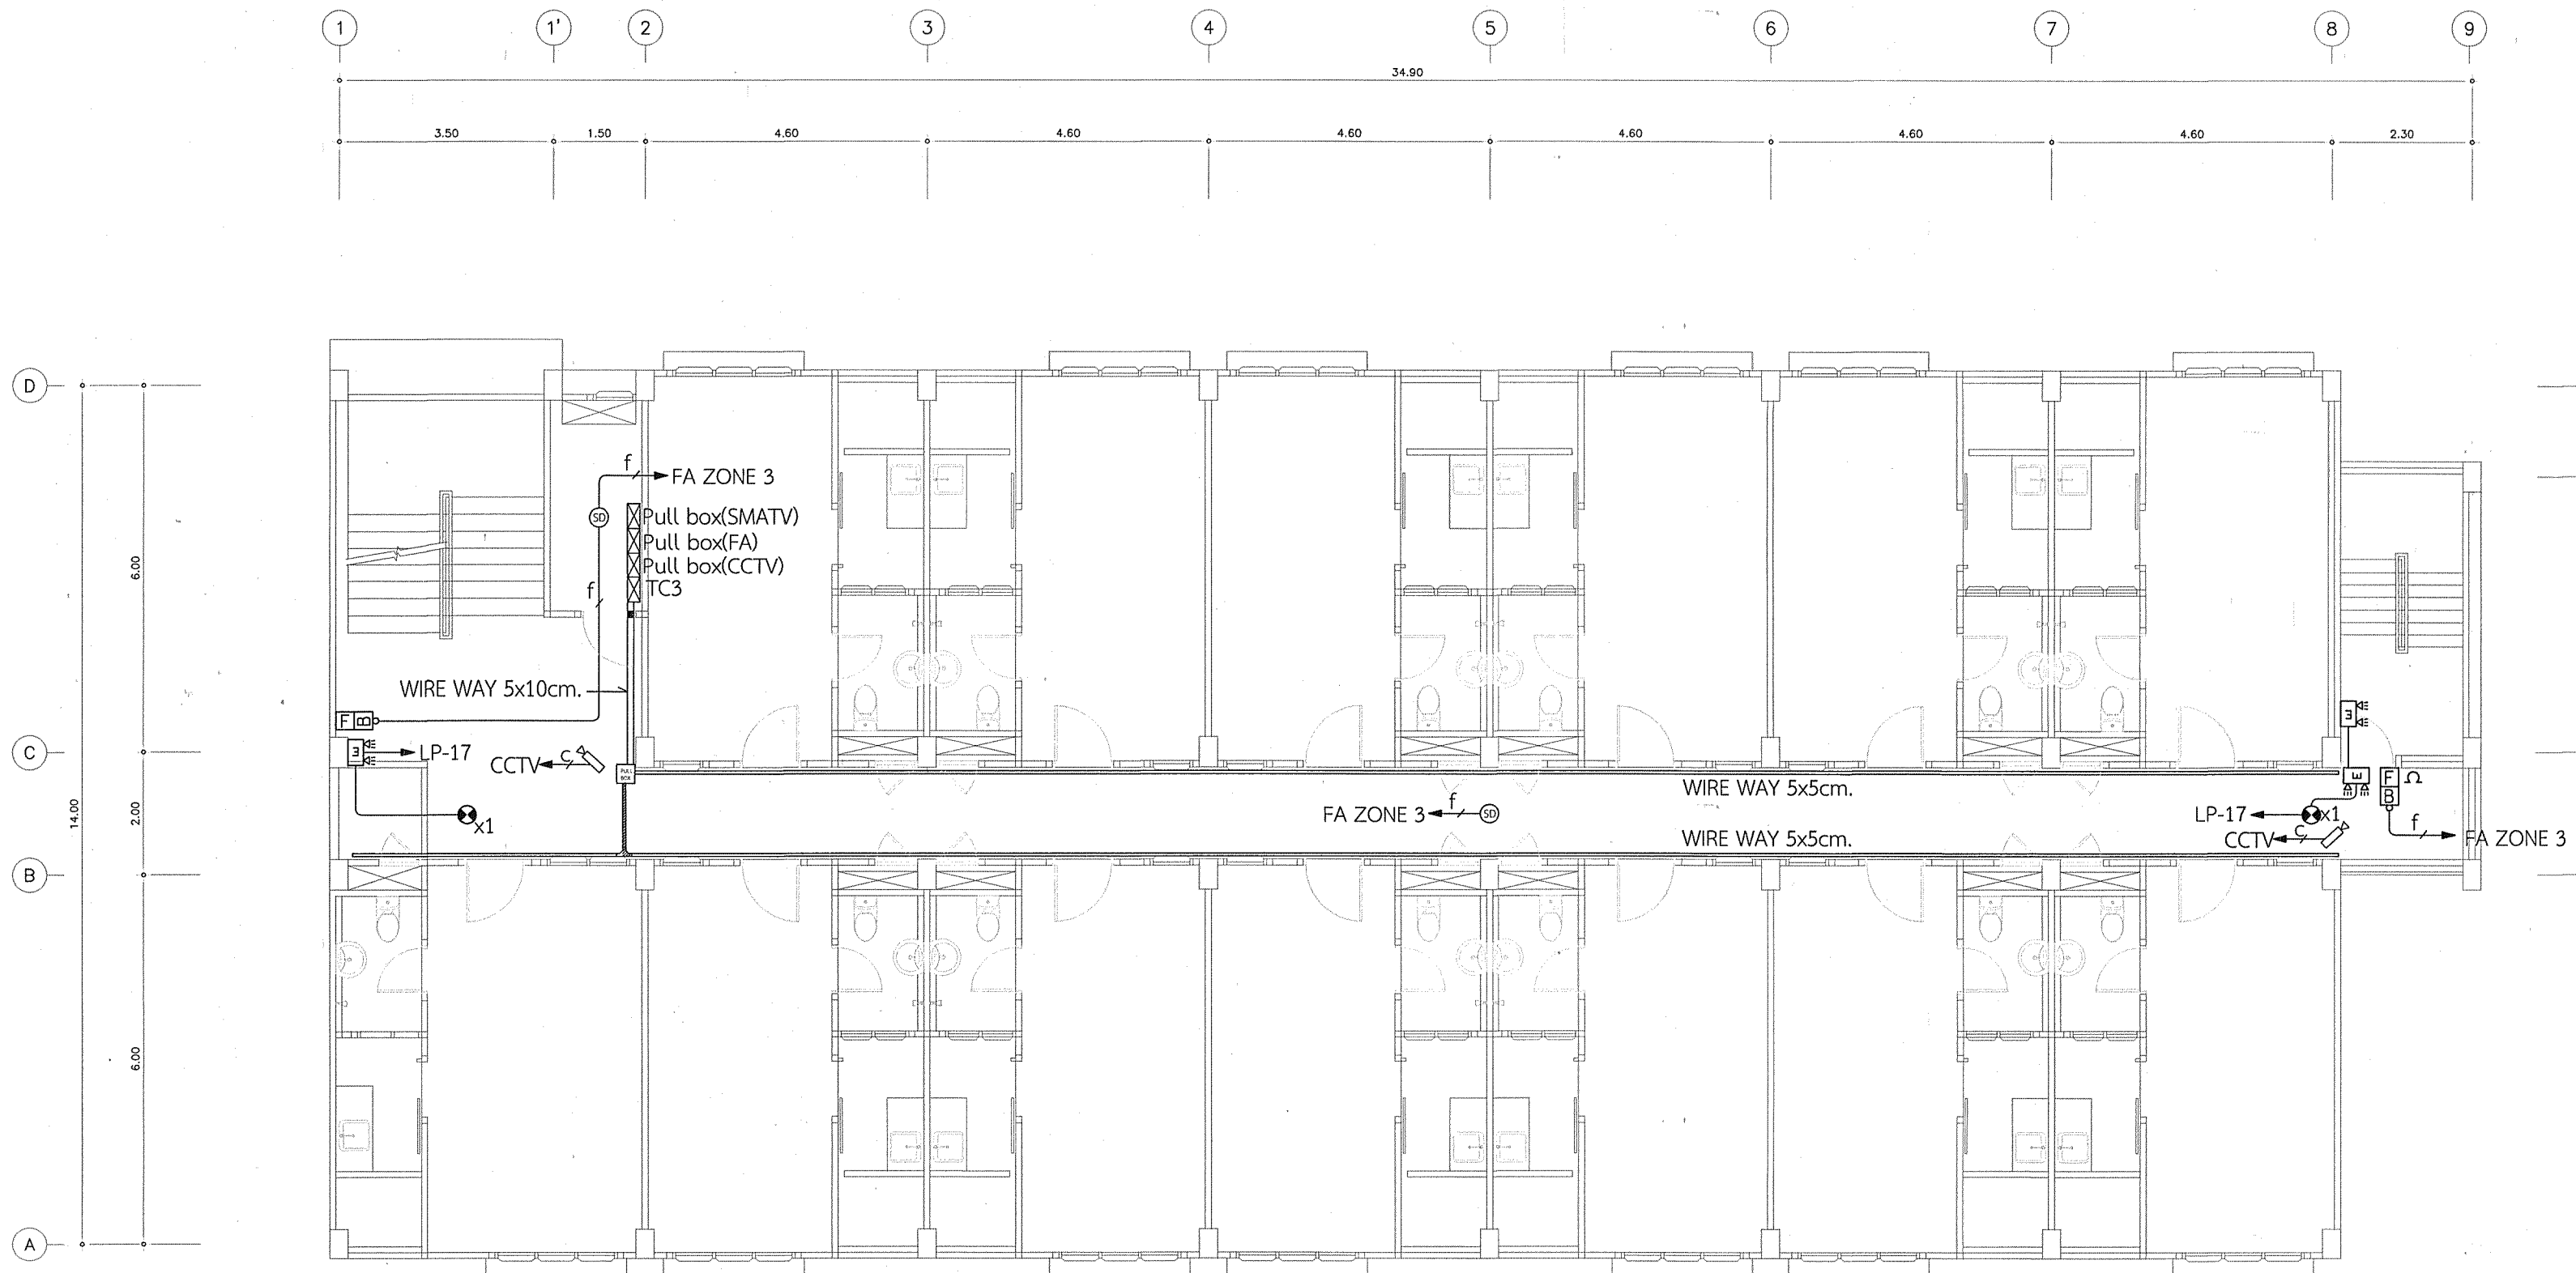 1 1' 2 3 4 5 6 7 8 9
34.90
3.50 1.50 4.60 4.60 4.60 4.60 4.60 4.60 2.30
D
f FA ZONE 3
SD Pull box(SMATV)
Pull box(FA)
6.00
Pull box(CCTV)
f TC3
WIRE WAY 5x10cm.
F B
E
C
E LP-17
CCTV C
PULL
BOX
E F Ω
B
WIRE WAY 5x5cm.
14.00 2.00
FA ZONE 3 f SD
LP-17 x1
x1
f FA ZONE 3
CCTV C
WIRE WAY 5x5cm.
B
6.00
A